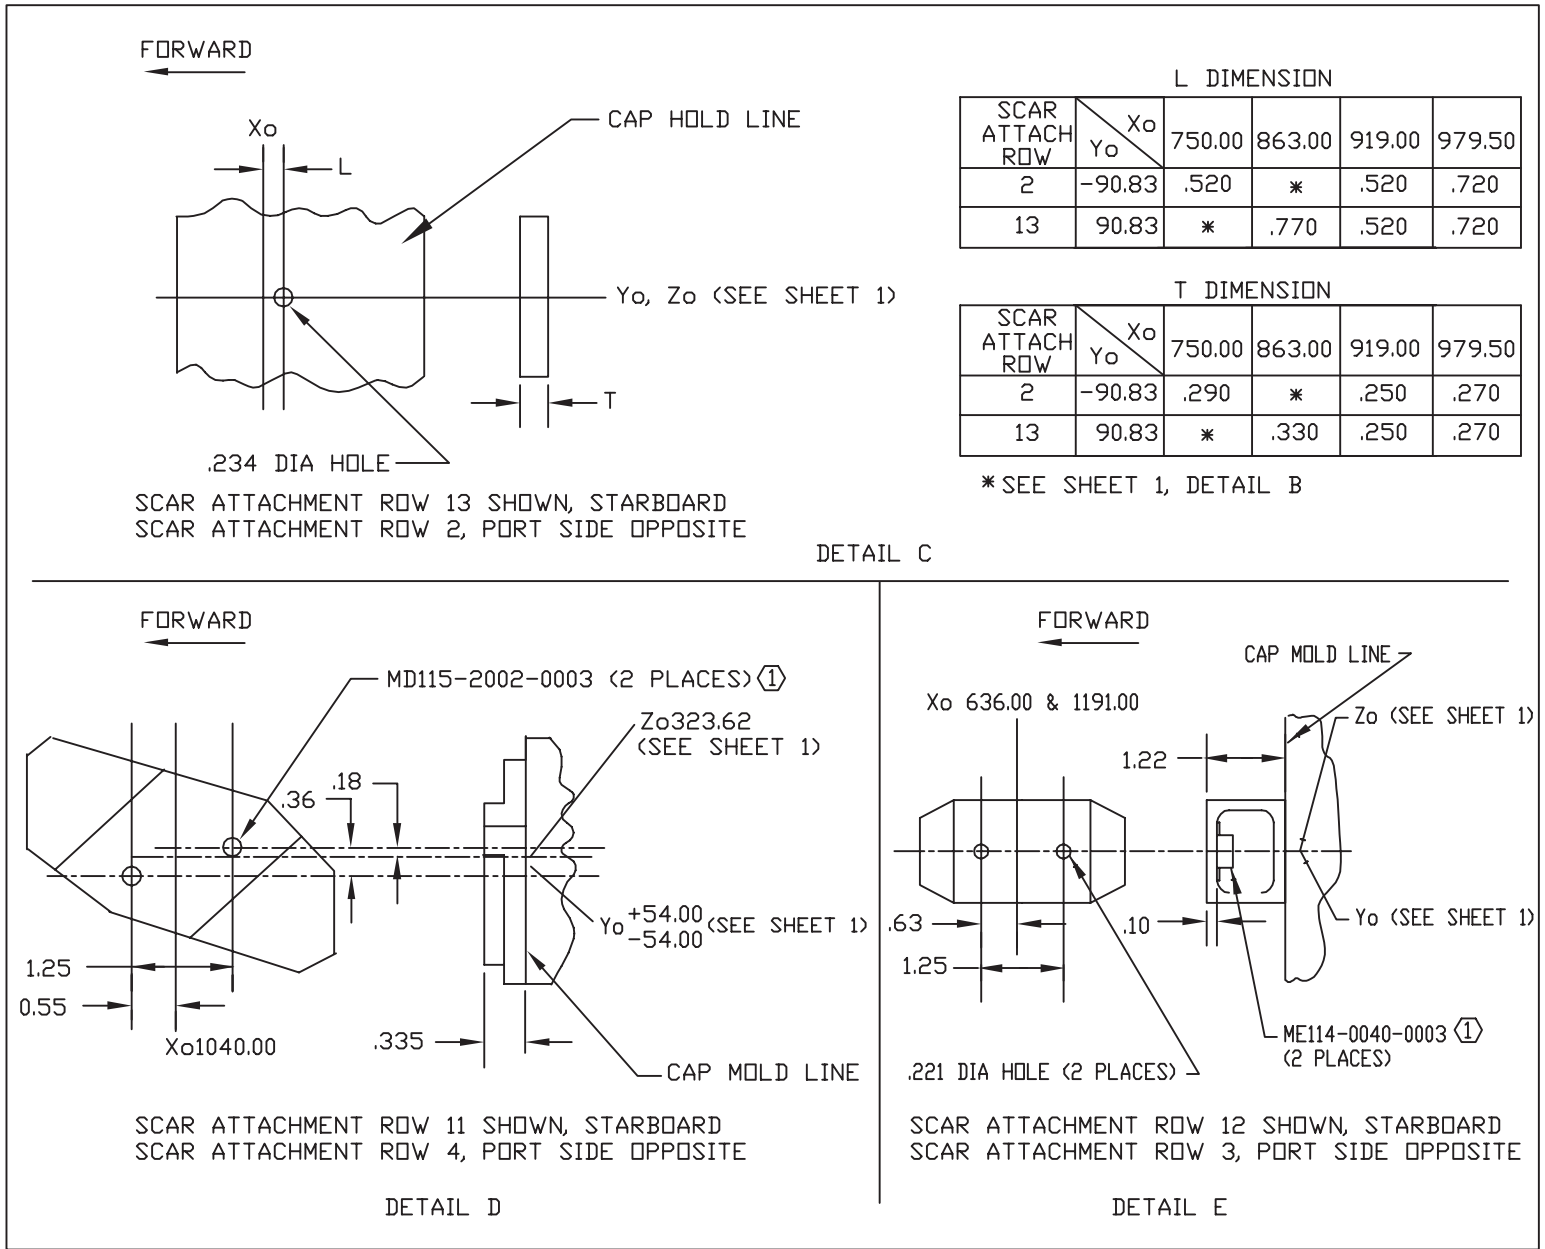 FORWARD
Xo
L
CAP HOLD LINE
Yo, Zo (SEE SHEET 1)
T
.234 DIA HOLE
SCAR ATTACHMENT ROW 13 SHOWN, STARBOARD
SCAR ATTACHMENT ROW 2, PORT SIDE OPPOSITE
L DIMENSION
SCAR ATTACH ROW Yo Xo 750.00 863.00 919.00 979.50
2 -90.83 .520 * .520 .720
13 90.83 * .770 .520 .720
T DIMENSION
SCAR ATTACH ROW Yo Xo 750.00 863.00 919.00 979.50
2 -90.83 .290 * .250 .270
13 90.83 * .330 .250 .270
* SEE SHEET 1, DETAIL B
DETAIL C
FORWARD
MD115-2002-0003 (2 PLACES) 1
Zo323.62
(SEE SHEET 1)
.18
.36
Yo +54.00 -54.00 (SEE SHEET 1)
1.25
0.55
Xo1040.00
.335
CAP MOLD LINE
SCAR ATTACHMENT ROW 11 SHOWN, STARBOARD
SCAR ATTACHMENT ROW 4, PORT SIDE OPPOSITE
DETAIL D
FORWARD
CAP MOLD LINE
Xo 636.00 & 1191.00
Zo (SEE SHEET 1)
1.22
.63
.10
Yo (SEE SHEET 1)
1.25
ME114-0040-0003 1
(2 PLACES)
.221 DIA HOLE (2 PLACES)
SCAR ATTACHMENT ROW 12 SHOWN, STARBOARD
SCAR ATTACHMENT ROW 3, PORT SIDE OPPOSITE
DETAIL E